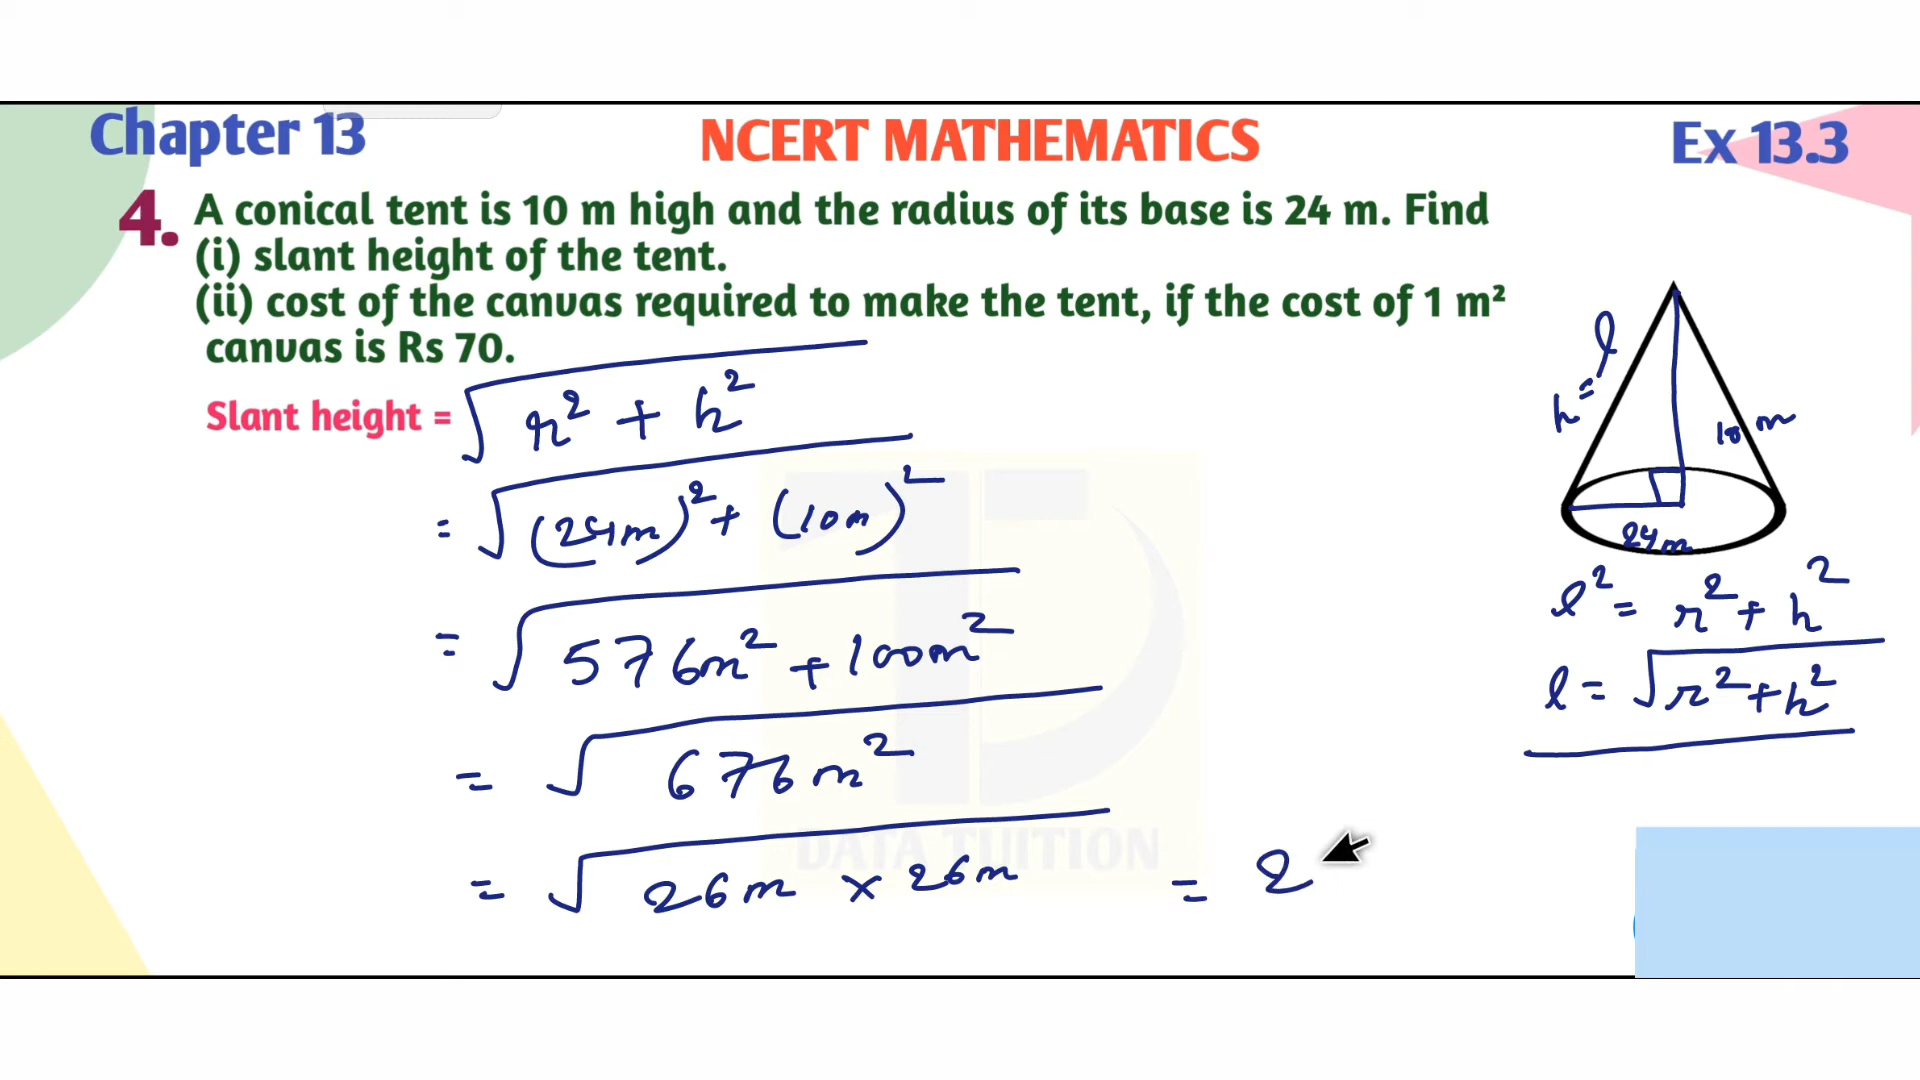 Chapter 13 NCERT MATHEMATICS Ex 13.3
4. A conical tent is 10 m high and the radius of its base is 24 m. Find
(i) slant height of the tent.
(ii) cost of the canvas required to make the tent, if the cost of 1 m²
canvas is Rs 70.
Slant height = √(r² + h²)
= √((24m)² + (10m)²)
= √(576m² + 100m²)
= √(676m²)
= √(26m × 26m) = 2
l
h =
10 m
24m
l² = r² + h²
l = √(r² + h²)
DATA TUITION